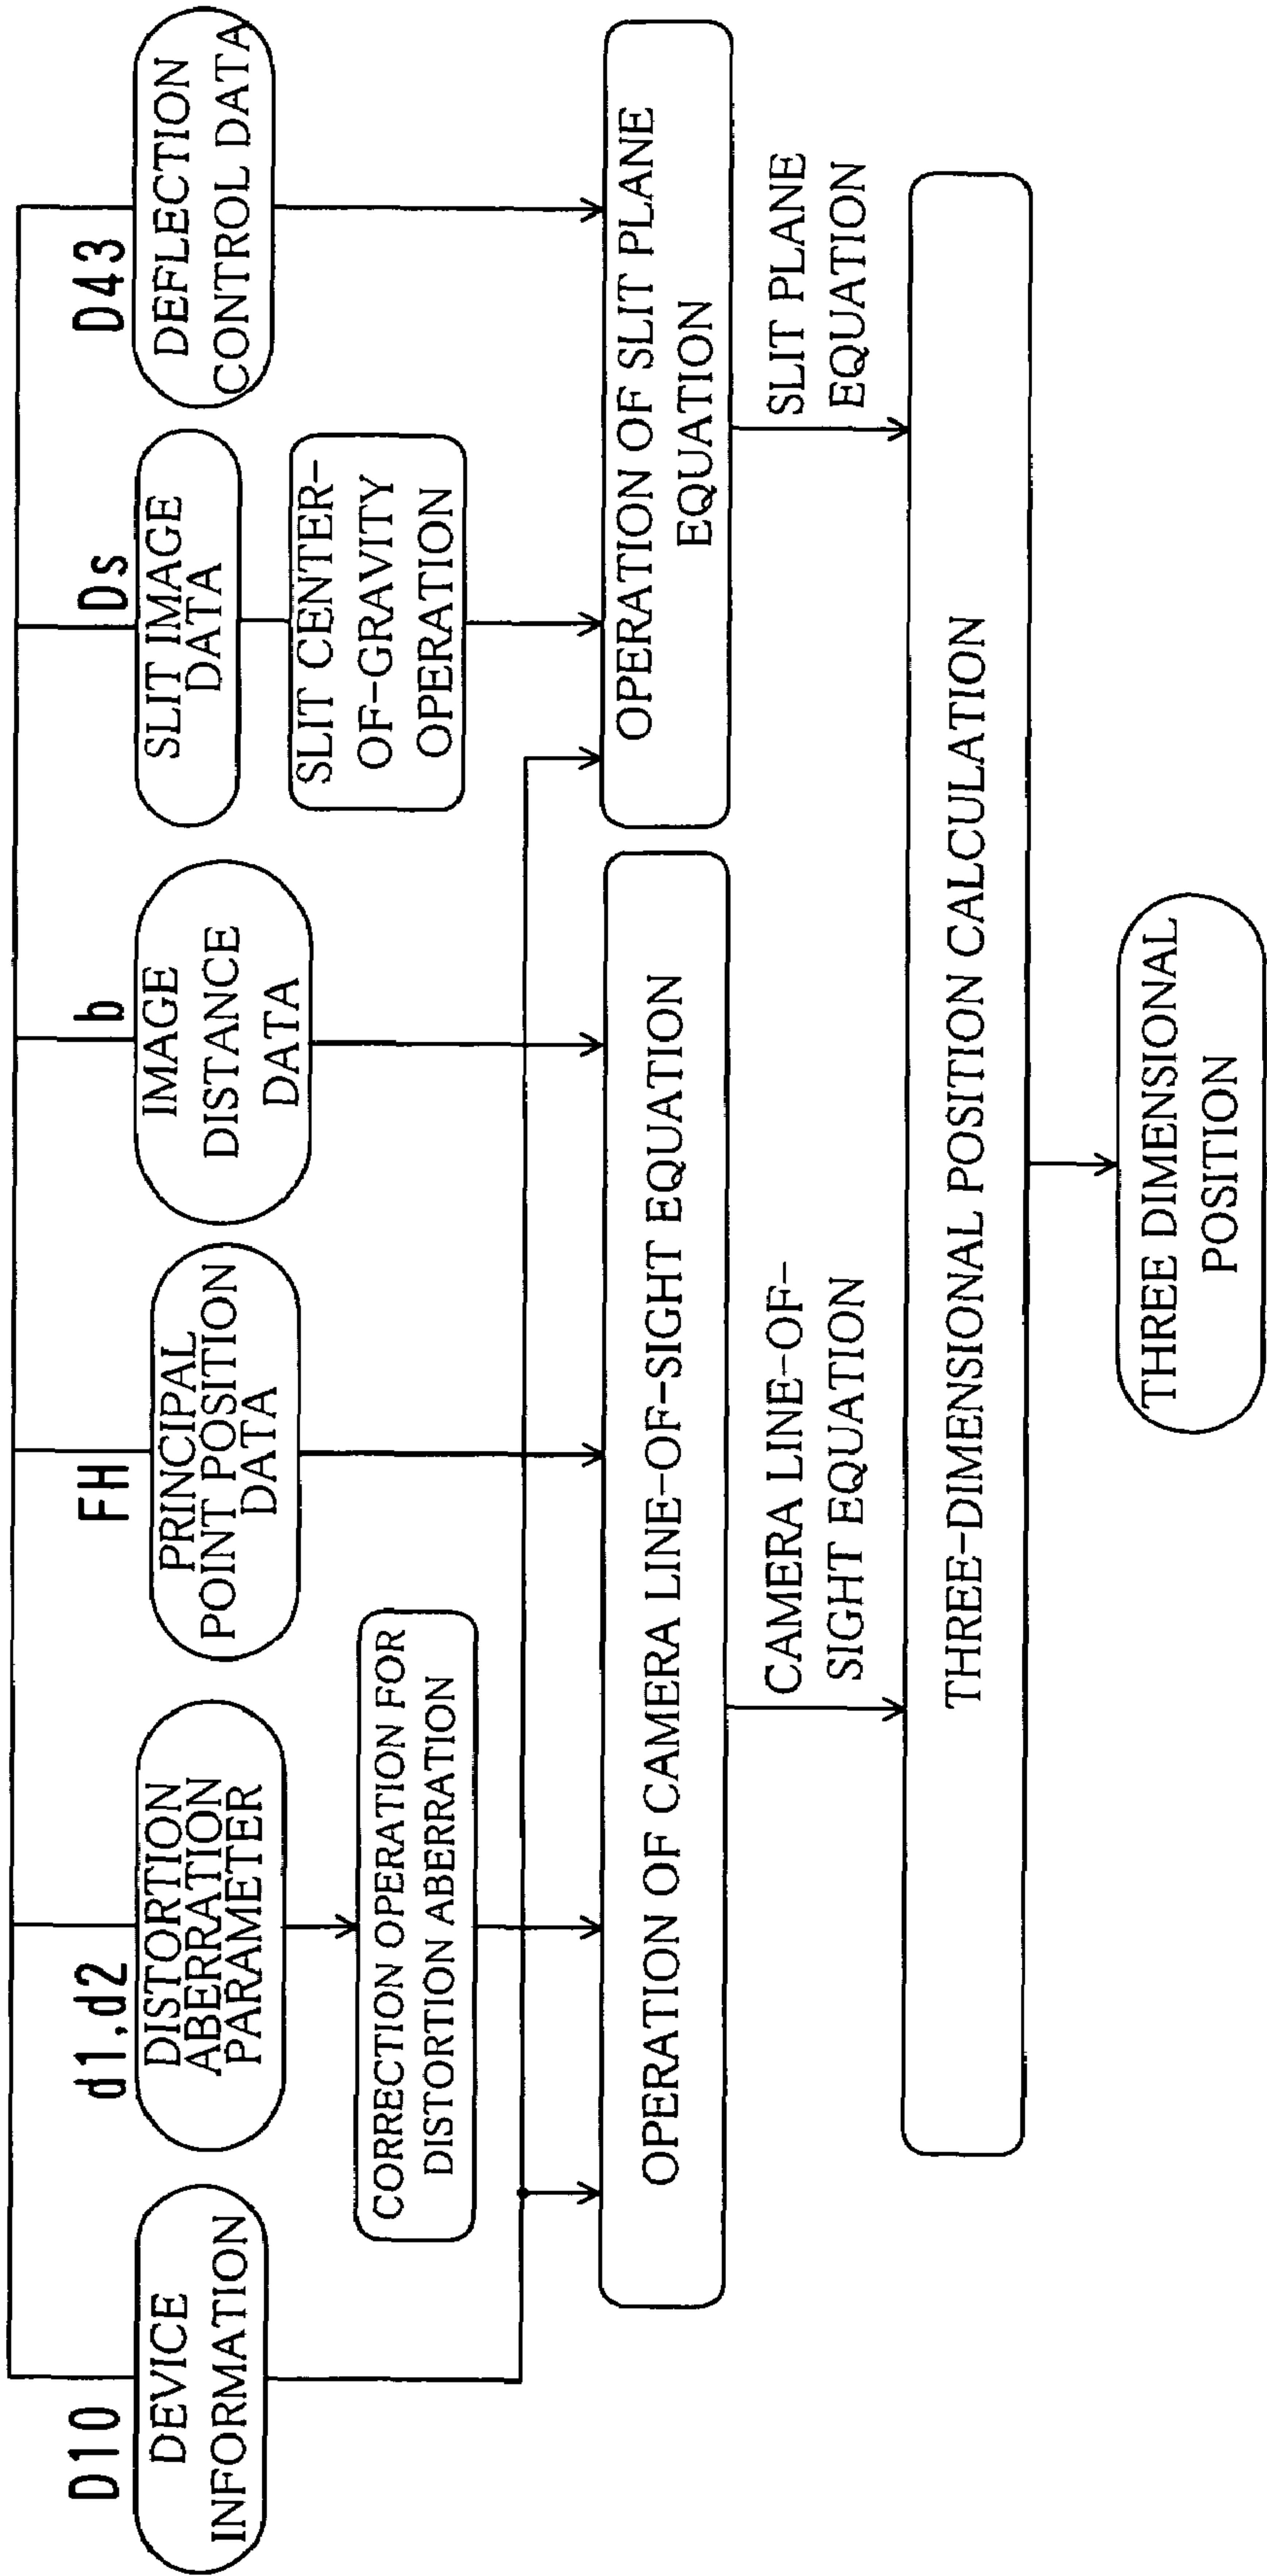 D10
DEVICE
INFORMATION
d1,d2
DISTORTION
ABERRATION
PARAMETER
FH
PRINCIPAL
POINT POSITION
DATA
b
IMAGE
DISTANCE
DATA
Ds
SLIT IMAGE
DATA
D43
DEFLECTION
CONTROL DATA
CORRECTION OPERATION FOR
DISTORTION ABERRATION
SLIT CENTER-
OF-GRAVITY
OPERATION
OPERATION OF CAMERA LINE-OF-SIGHT EQUATION
OPERATION OF SLIT PLANE
EQUATION
CAMERA LINE-OF-
SIGHT EQUATION
SLIT PLANE
EQUATION
THREE-DIMENSIONAL POSITION CALCULATION
THREE DIMENSIONAL
POSITION